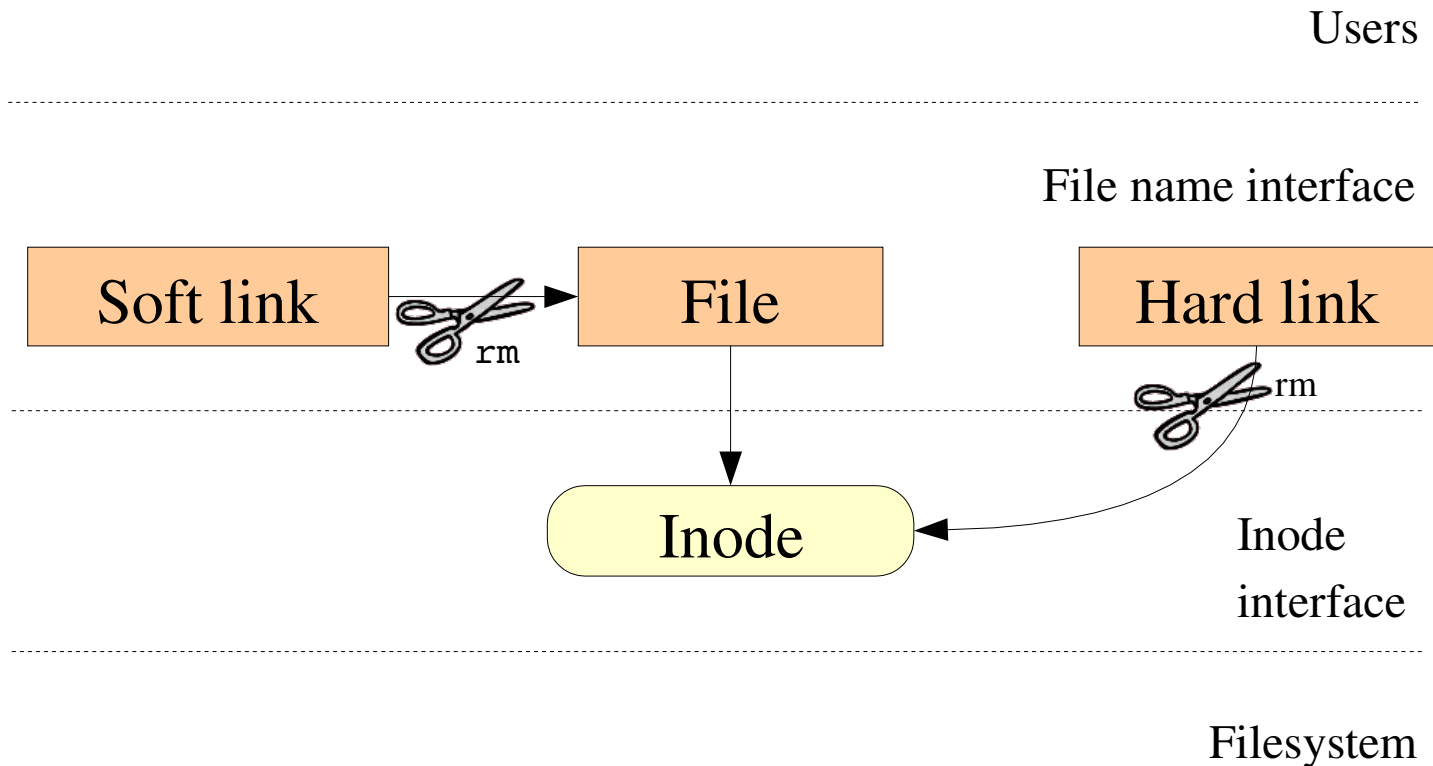 Users
File name interface
Soft link
File
Hard link
rm
rm
Inode
Inode
interface
Filesystem